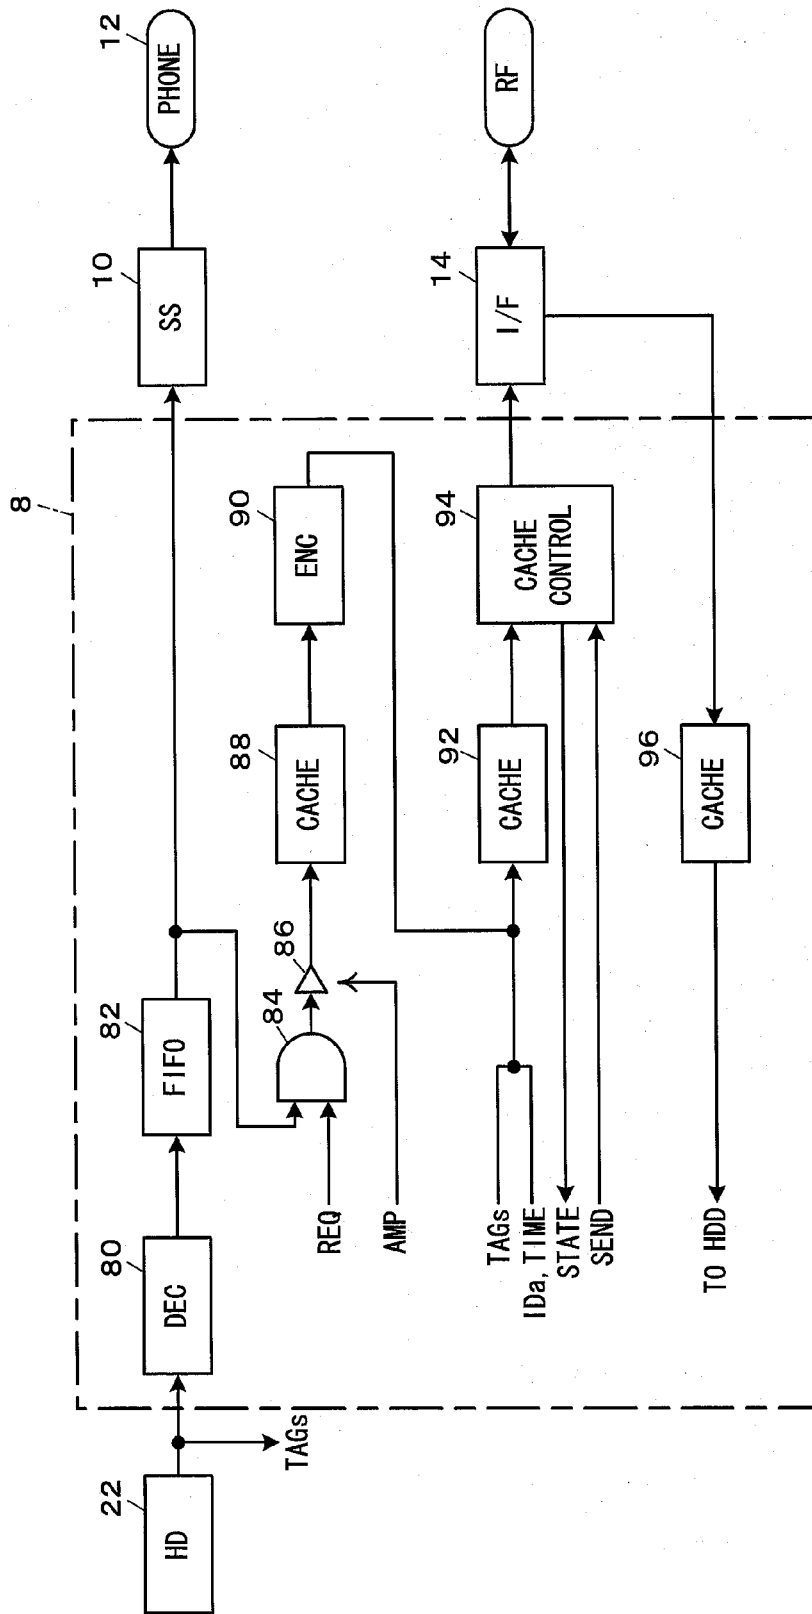 8
22
HD
TAGs
80
DEC
82
FIFO
10
SS
12
PHONE
REQ
AMP
84
86
88
CACHE
90
ENC
TAGs
IDa, TIME
STATE
SEND
92
CACHE
94
CACHE
CONTROL
14
I/F
RF
TO HDD
96
CACHE